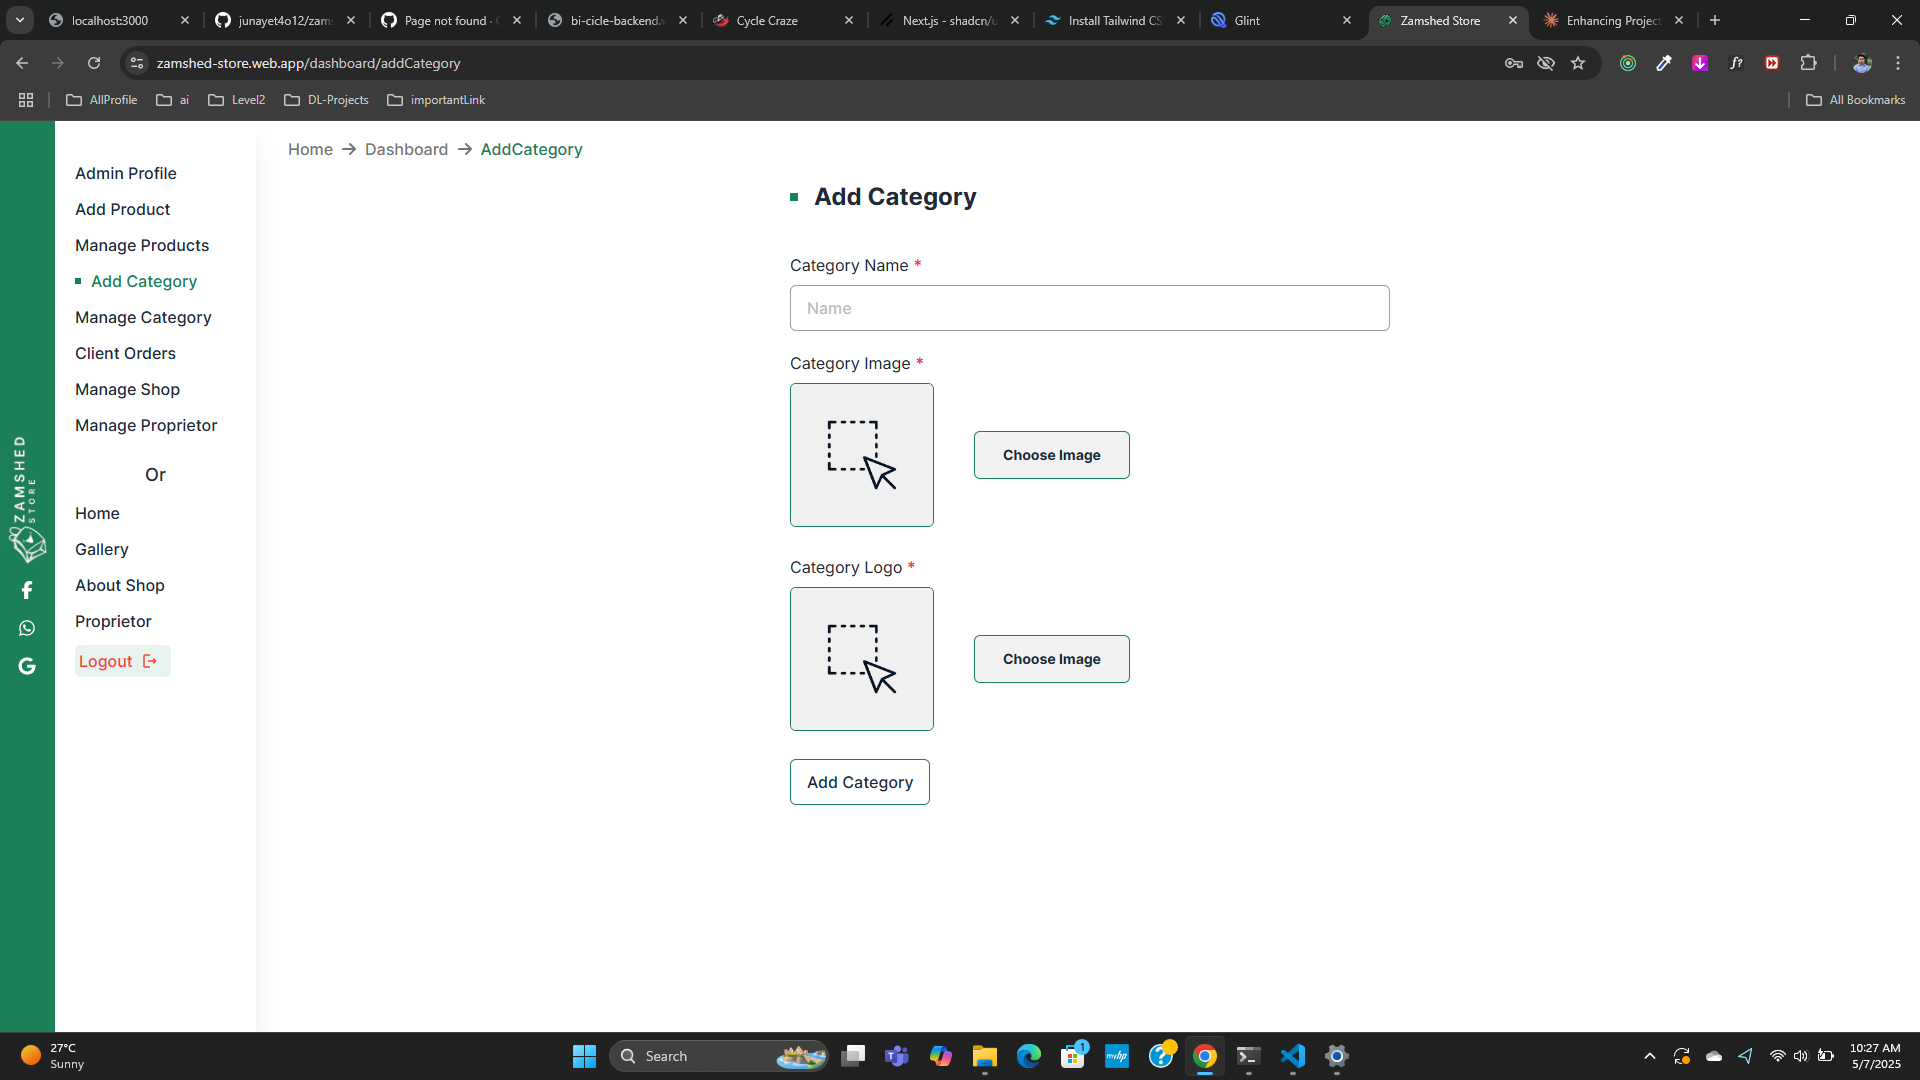 localhost:3000
junayet4o12/zams
Page not found ·
bi-cicle-backend.v
Cycle Craze
Next.js - shadcn/u
Install Tailwind CS
Glint
Zamshed Store
Enhancing Project
zamshed-store.web.app/dashboard/addCategory
AllProfile
ai
Level2
DL-Projects
importantLink
All Bookmarks
ZAMSHED
STORE
Admin Profile
Add Product
Manage Products
Add Category
Manage Category
Client Orders
Manage Shop
Manage Proprietor
Or
Home
Gallery
About Shop
Proprietor
Logout
Home → Dashboard → AddCategory
Add Category
Category Name *
Name
Category Image *
Choose Image
Category Logo *
Choose Image
Add Category
27°C
Sunny
Search
1
myhp
10:27 AM
5/7/2025